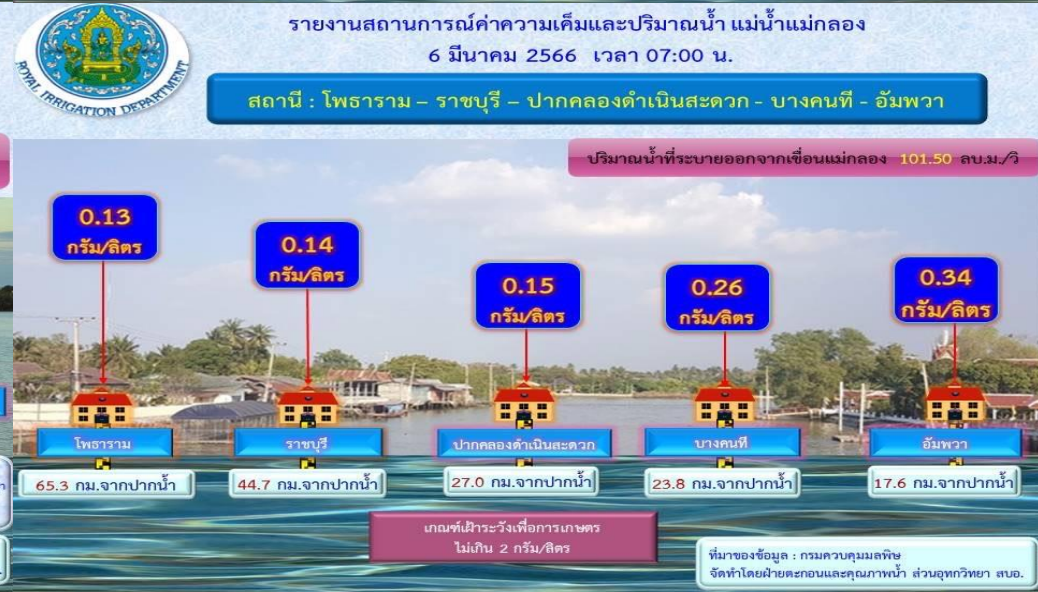 ROYAL IRRIGATION DEPARTMENT
รายงานสถานการณ์ค่าความเค็มและปริมาณน้ำ แม่น้ำแม่กลอง
6 มีนาคม 2566 เวลา 07:00 น.
สถานี : โพธาราม – ราชบุรี – ปากคลองดำเนินสะดวก - บางคนที - อัมพวา
ปริมาณน้ำที่ระบายออกจากเขื่อนแม่กลอง 101.50 ลบ.ม./วิ
0.13
กรัม/ลิตร
0.14
กรัม/ลิตร
0.15
กรัม/ลิตร
0.26
กรัม/ลิตร
0.34
กรัม/ลิตร
โพธาราม
ราชบุรี
ปากคลองดำเนินสะดวก
บางคนที
อัมพวา
65.3 กม.จากปากน้ำ
44.7 กม.จากปากน้ำ
27.0 กม.จากปากน้ำ
23.8 กม.จากปากน้ำ
17.6 กม.จากปากน้ำ
เกณฑ์เฝ้าระวังเพื่อการเกษตร
ไม่เกิน 2 กรัม/ลิตร
ที่มาของข้อมูล : กรมควบคุมมลพิษ
จัดทำโดยฝ่ายตะกอนและคุณภาพน้ำ ส่วนอุทกวิทยา สบอ.